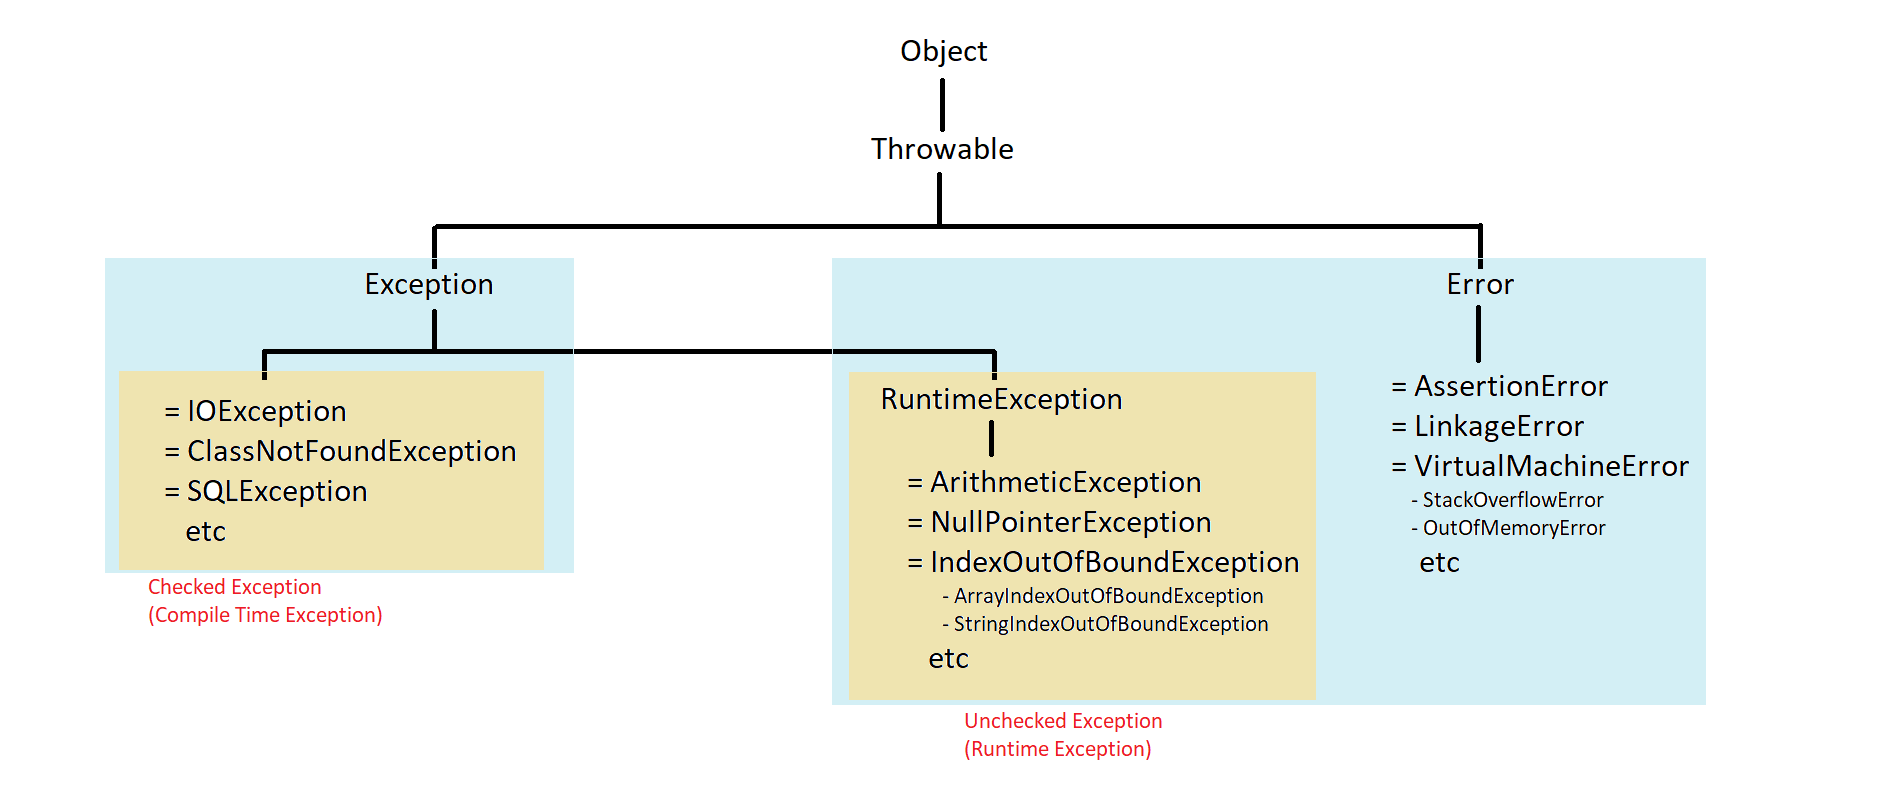 Object
Throwable
Exception
Error
= IOException
= ClassNotFoundException
= SQLException
etc
Checked Exception
(Compile Time Exception)
RuntimeException
= ArithmeticException
= NullPointerException
= IndexOutOfBoundException
- ArrayIndexOutOfBoundException
- StringIndexOutOfBoundException
etc
= AssertionError
= LinkageError
= VirtualMachineError
- StackOverflowError
- OutOfMemoryError
etc
Unchecked Exception
(Runtime Exception)